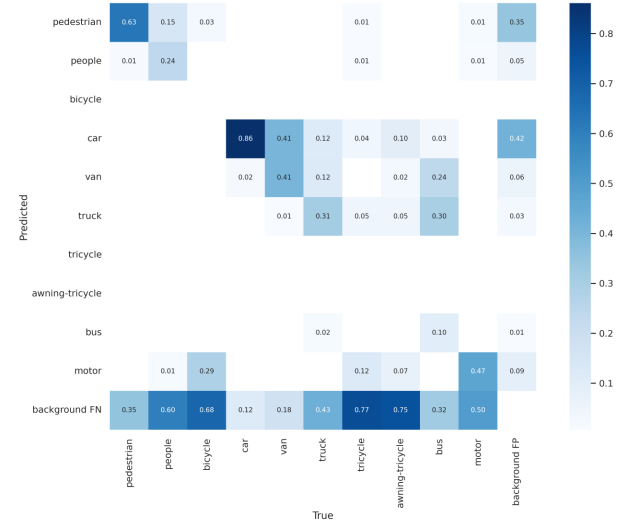 pedestrian 0.63 0.15 0.03 0.01 0.01 0.35
people 0.01 0.24 0.01 0.01 0.05
bicycle
car 0.86 0.41 0.12 0.04 0.10 0.03 0.42
van 0.02 0.41 0.12 0.02 0.24 0.06
truck 0.01 0.31 0.05 0.05 0.30 0.03
tricycle
awning-tricycle
bus 0.02 0.10 0.01
motor 0.01 0.29 0.12 0.07 0.47 0.09
background FN 0.35 0.60 0.68 0.12 0.18 0.43 0.77 0.75 0.32 0.50
Predicted
pedestrian
people
bicycle
car
van
truck
tricycle
awning-tricycle
bus
motor
background FP
True
0.8
0.7
0.6
0.5
0.4
0.3
0.2
0.1